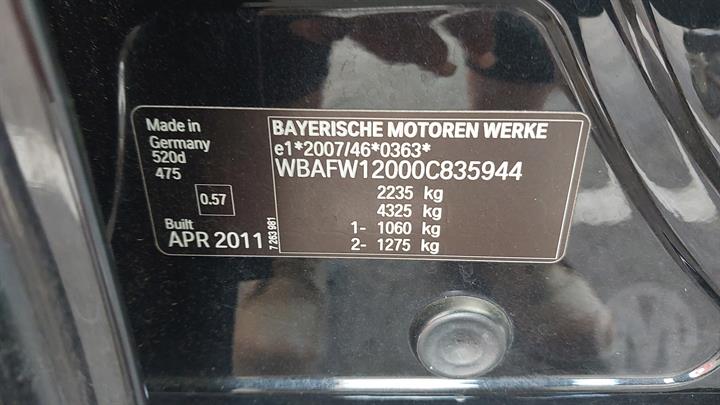 Made in
Germany
520d
475
0.57
Built
APR 2011
7 263 981
BAYERISCHE MOTOREN WERKE
e1*2007/46*0363*
WBAFW12000C835944
2235 kg
4325 kg
1- 1060 kg
2- 1275 kg
M